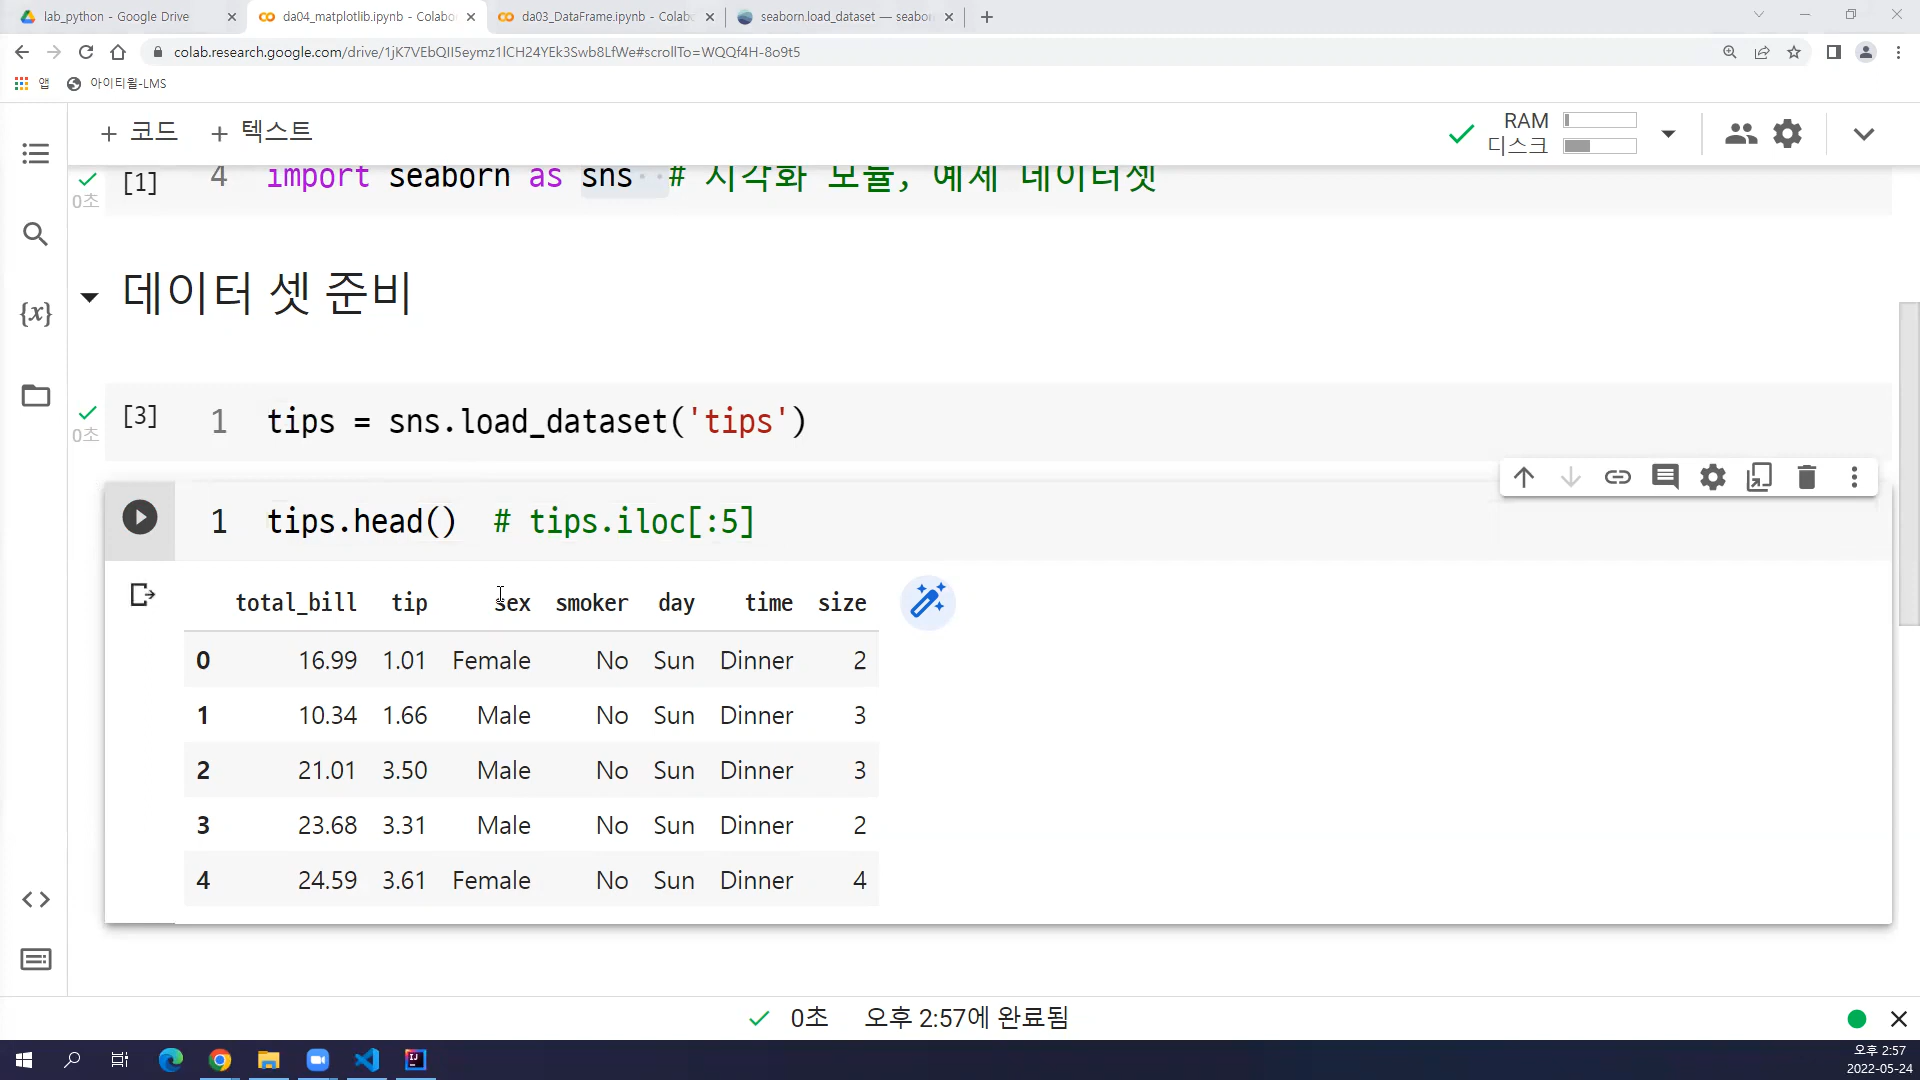 lab_python - Google Drive
da04_matplotlib.ipynb - Colabo
da03_DataFrame.ipynb - Colab
seaborn.load_dataset — seabor
colab.research.google.com/drive/1jK7VEbQII5eymz1lCH24YEk3Swb8LfWe#scrollTo=WQQf4H-8o9t5
앱 아이티윌-LMS
+ 코드 + 텍스트
RAM
디스크
[1] 4 import seaborn as sns # 시각화 모듈, 예제 데이터셋
0초
데이터 셋 준비
[3] 1 tips = sns.load_dataset('tips')
0초
1 tips.head() # tips.iloc[:5]
total_bill tip sex smoker day time size
0 16.99 1.01 Female No Sun Dinner 2
1 10.34 1.66 Male No Sun Dinner 3
2 21.01 3.50 Male No Sun Dinner 3
3 23.68 3.31 Male No Sun Dinner 2
4 24.59 3.61 Female No Sun Dinner 4
0초 오후 2:57에 완료됨
오후 2:57
2022-05-24